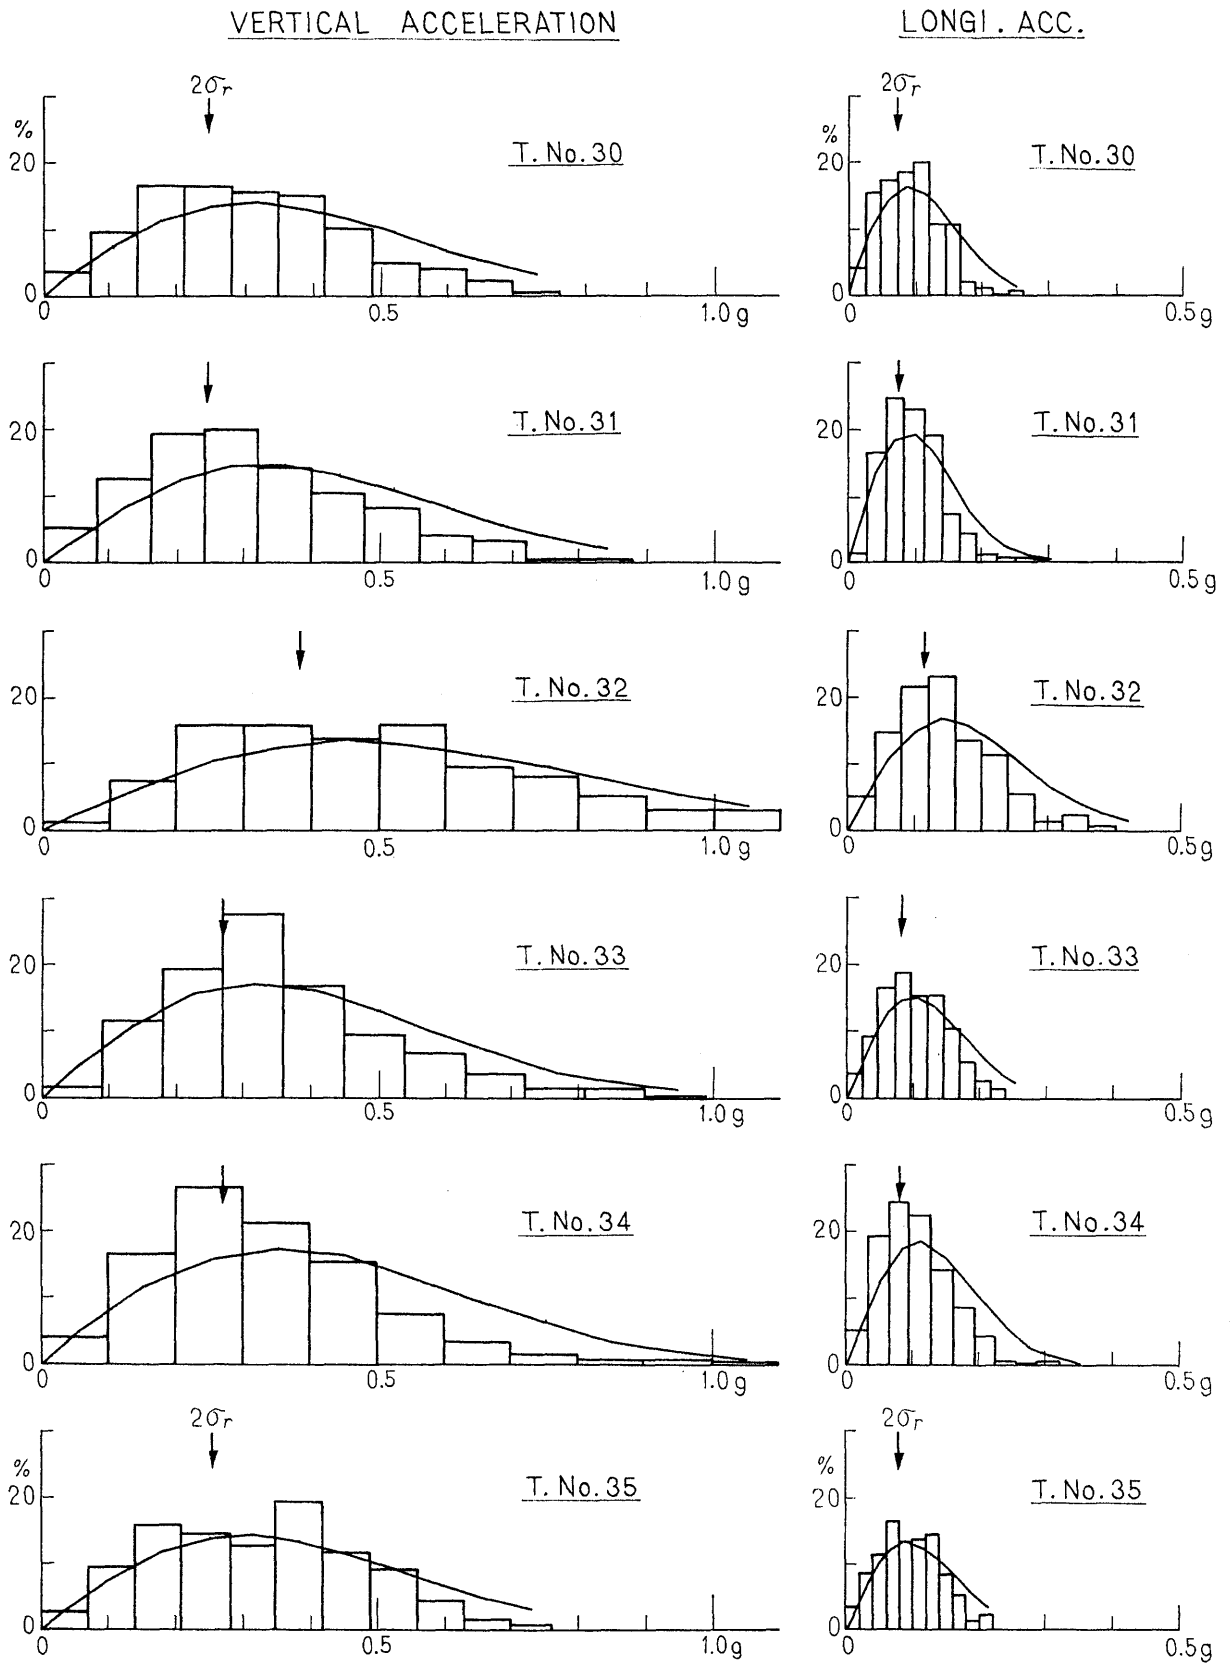 VERTICAL ACCELERATION LONGI. ACC.
2σr 2σr
% %
T. No. 30 T. No. 30
20 20
0 0
0 0.5 1.0 g 0 0.5 g
T. No. 31 T. No. 31
20 20
0 0
0 0.5 1.0 g 0 0.5 g
T. No. 32 T. No. 32
20 20
0 0
0 0.5 1.0 g 0 0.5 g
T. No. 33 T. No. 33
20 20
0 0
0 0.5 1.0 g 0 0.5 g
T. No. 34 T. No. 34
20 20
0 0
0 0.5 1.0 g 0 0.5 g
2σr 2σr
% %
T. No. 35 T. No. 35
20 20
0 0
0 0.5 1.0 g 0 0.5 g